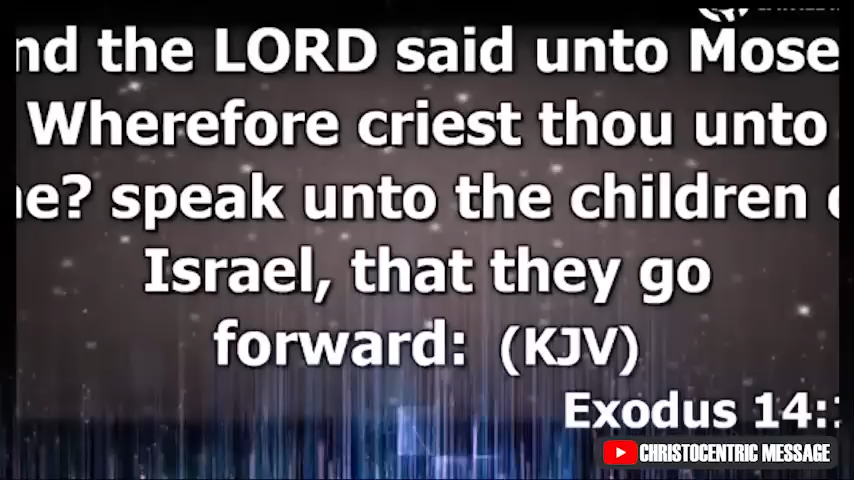 nd the LORD said unto Mose
Wherefore criest thou unto
e? speak unto the children
Israel, that they go
forward: (KJV)
Exodus 14:
CHRISTOCENTRIC MESSAGE